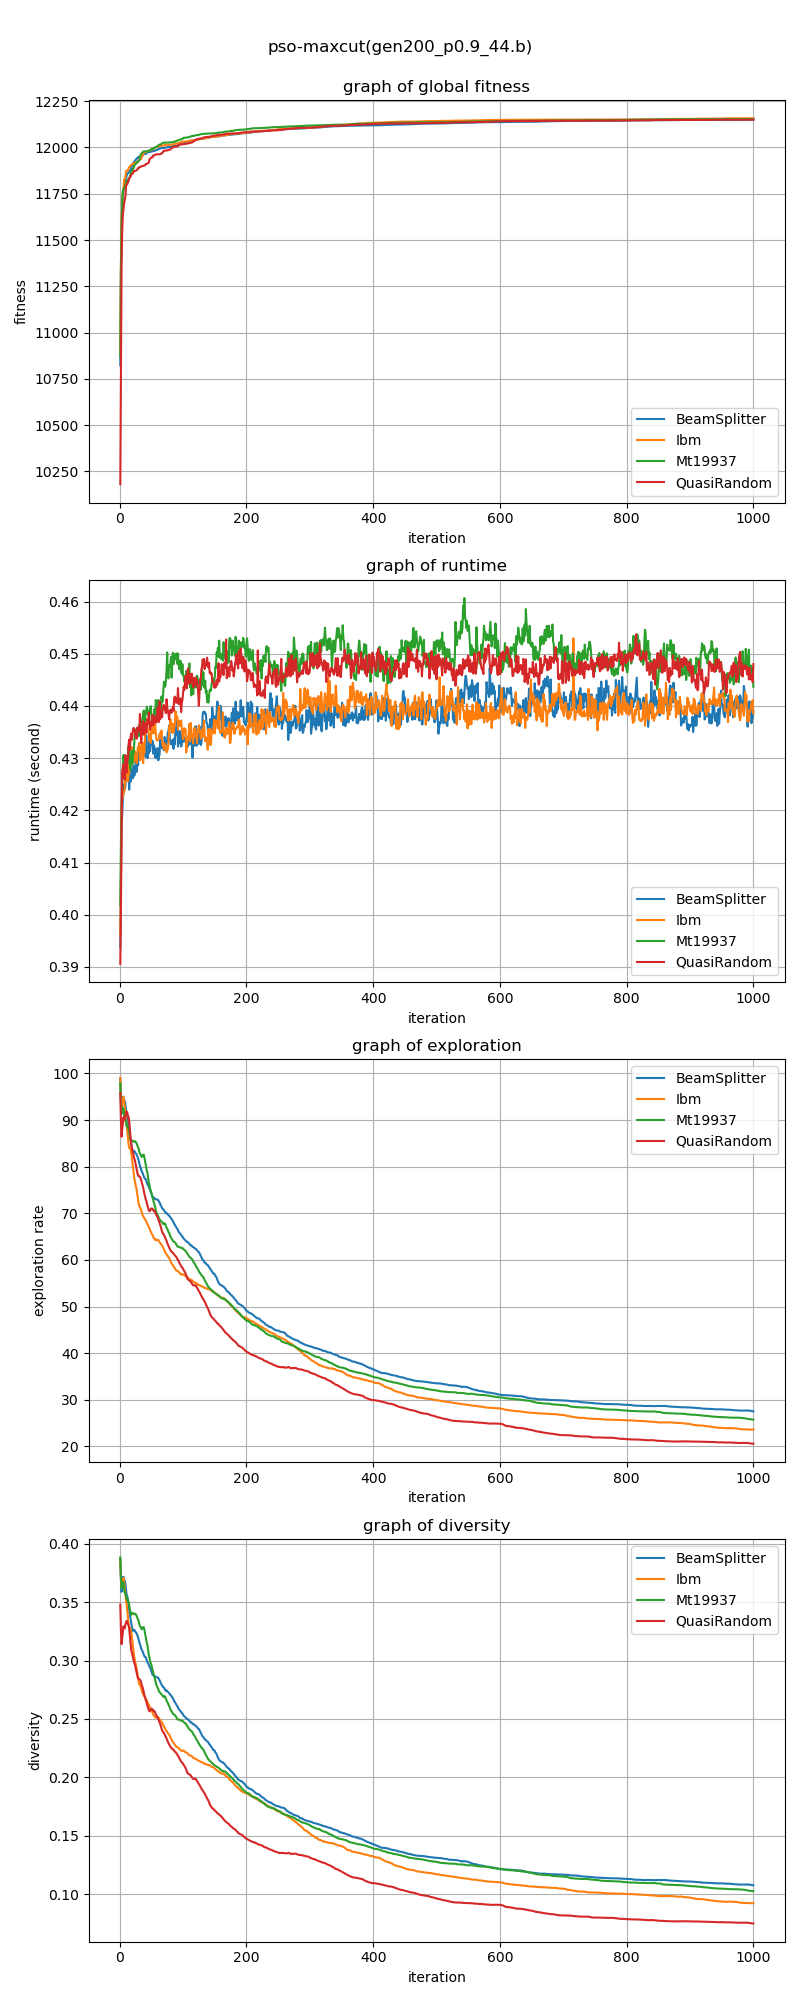 pso-maxcut(gen200_p0.9_44.b)
graph of global fitness
12250
12000
11750
11500
11250
11000
10750
10500
10250
fitness
BeamSplitter
Ibm
Mt19937
QuasiRandom
0 200 400 600 800 1000
iteration
graph of runtime
0.46
0.45
0.44
0.43
0.42
0.41
0.40
0.39
runtime (second)
BeamSplitter
Ibm
Mt19937
QuasiRandom
0 200 400 600 800 1000
iteration
graph of exploration
100
90
80
70
60
50
40
30
20
exploration rate
BeamSplitter
Ibm
Mt19937
QuasiRandom
0 200 400 600 800 1000
iteration
graph of diversity
0.40
0.35
0.30
0.25
0.20
0.15
0.10
diversity
BeamSplitter
Ibm
Mt19937
QuasiRandom
0 200 400 600 800 1000
iteration